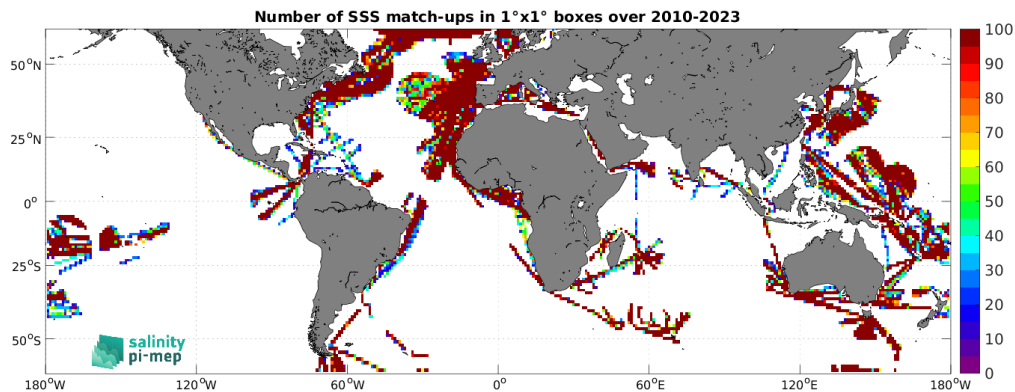 Number of SSS match-ups in 1°x1° boxes over 2010-2023
50°N
25°N
0°
25°S
50°S
180°W
120°W
60°W
0°
60°E
120°E
180°W
100
90
80
70
60
50
40
30
20
10
0
salinity
pi-mep